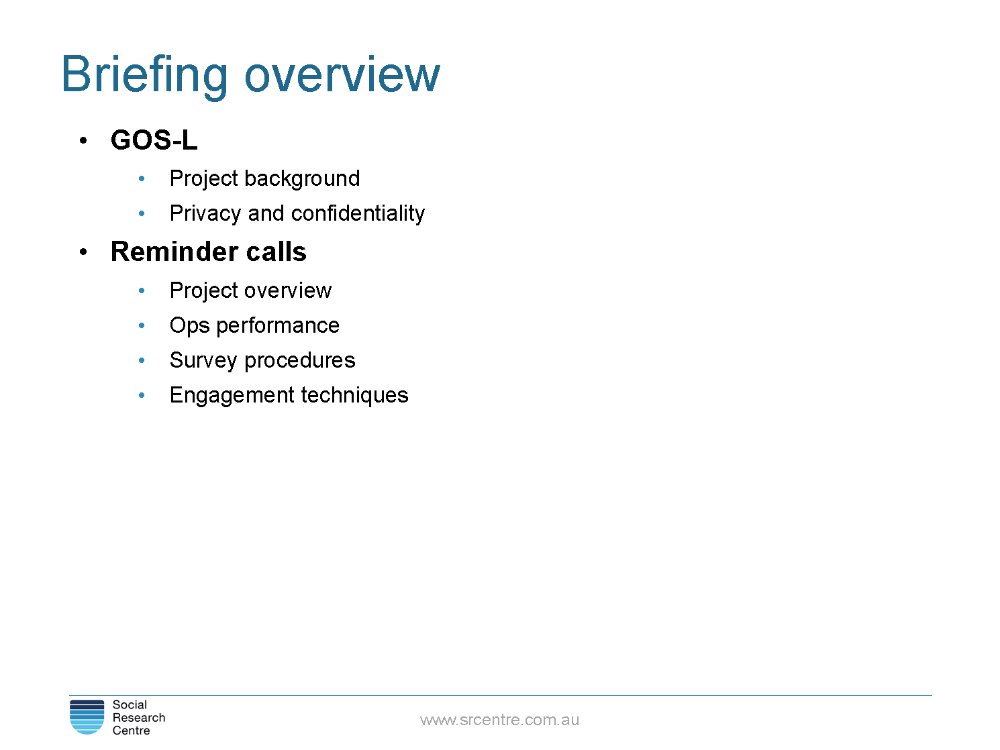 Briefing overview
• GOS-L
• Project background
• Privacy and confidentiality
• Reminder calls
• Project overview
• Ops performance
• Survey procedures
• Engagement techniques
Social
Research
Centre
www.srcentre.com.au